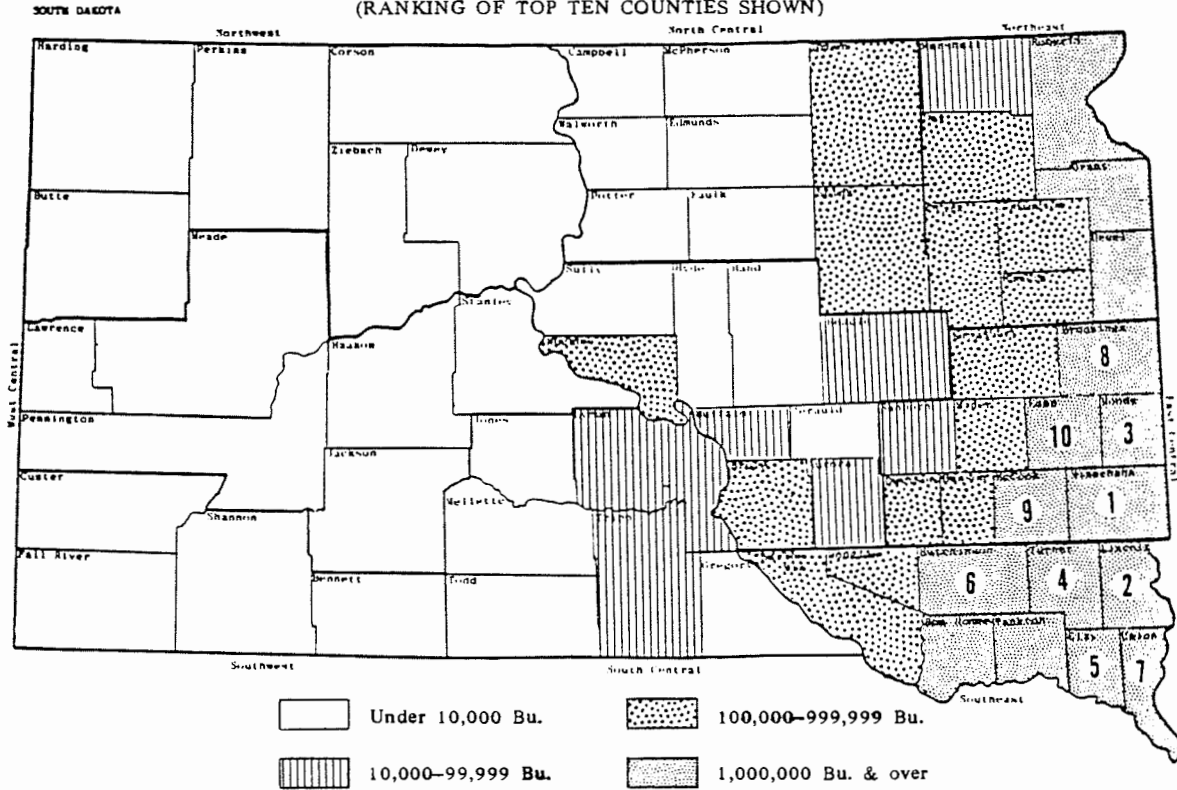 SOUTH DAKOTA
(RANKING OF TOP TEN COUNTIES SHOWN)
Northwest
North Central
Northeast
Harding
Perkins
Corson
Campbell
McPherson
Marshall
Roberts
Walworth
Edmunds
Ziebach
Dewey
Grant
Butte
Potter
Faulk
Deuel
Meade
Sully
Hyde
Hand
Stanley
Lawrence
Haakon
Brookings
8
West Central
East Central
Pennington
Jones
Jerauld
10
Moody
3
Custer
Jackson
Mellette
McCook
9
Minnehaha
1
Shannon
Tripp
Fall River
Gregory
Hutchinson
6
Turner
4
Lincoln
2
Bennett
Todd
Bon Homme
Yankton
Clay
5
Union
7
Southwest
South Central
Southeast
Under 10,000 Bu.
100,000–999,999 Bu.
10,000–99,999 Bu.
1,000,000 Bu. & over